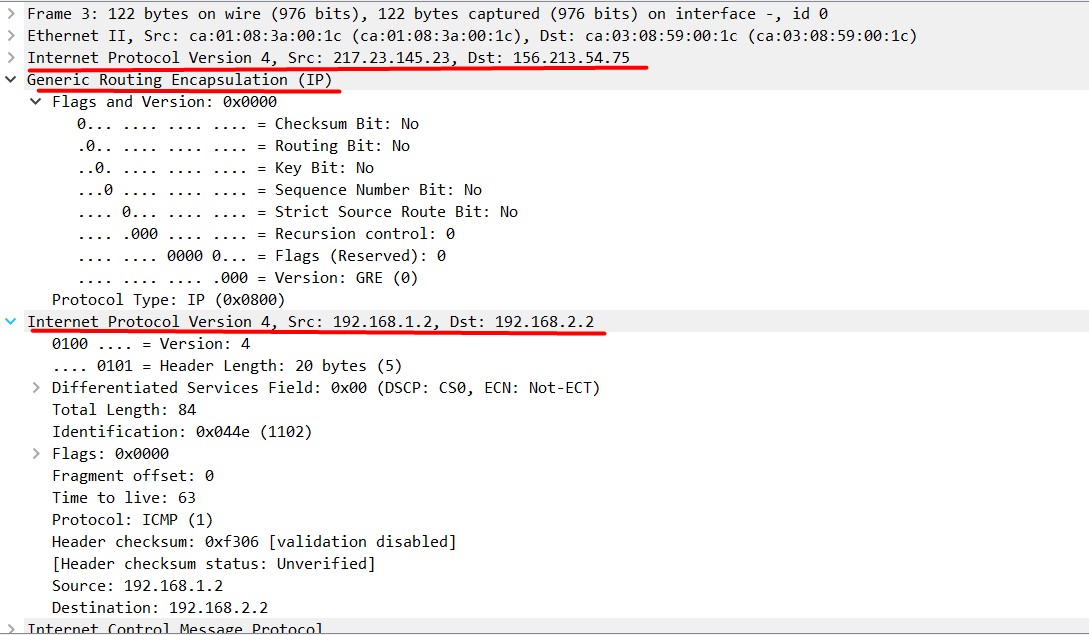 Frame 3: 122 bytes on wire (976 bits), 122 bytes captured (976 bits) on interface -, id 0
Ethernet II, Src: ca:01:08:3a:00:1c (ca:01:08:3a:00:1c), Dst: ca:03:08:59:00:1c (ca:03:08:59:00:1c)
Internet Protocol Version 4, Src: 217.23.145.23, Dst: 156.213.54.75
Generic Routing Encapsulation (IP)
Flags and Version: 0x0000
0... .... .... .... = Checksum Bit: No
.0.. .... .... .... = Routing Bit: No
..0. .... .... .... = Key Bit: No
...0 .... .... .... = Sequence Number Bit: No
.... 0... .... .... = Strict Source Route Bit: No
.... .000 .... .... = Recursion control: 0
.... .... 0000 0... = Flags (Reserved): 0
.... .... .... .000 = Version: GRE (0)
Protocol Type: IP (0x0800)
Internet Protocol Version 4, Src: 192.168.1.2, Dst: 192.168.2.2
0100 .... = Version: 4
.... 0101 = Header Length: 20 bytes (5)
Differentiated Services Field: 0x00 (DSCP: CS0, ECN: Not-ECT)
Total Length: 84
Identification: 0x044e (1102)
Flags: 0x0000
Fragment offset: 0
Time to live: 63
Protocol: ICMP (1)
Header checksum: 0xf306 [validation disabled]
[Header checksum status: Unverified]
Source: 192.168.1.2
Destination: 192.168.2.2
Internet Control Message Protocol